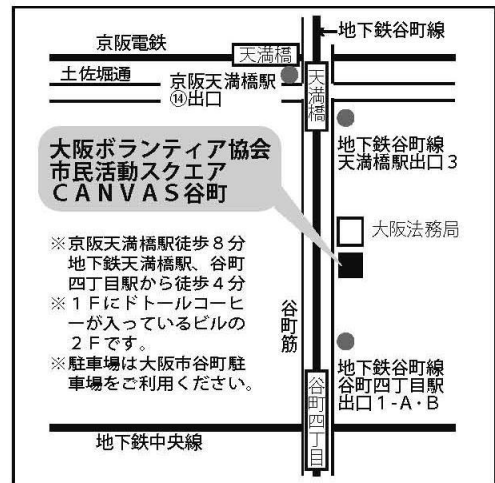 地下鉄谷町線
京阪電鉄
天満橋
土佐堀通
京阪天満橋駅
⑭出口
天満橋
地下鉄谷町線
天満橋駅出口3
大阪ボランティア協会
市民活動スクエア
CANVAS谷町
大阪法務局
※京阪天満橋駅徒歩8分
地下鉄天満橋駅、谷町
四丁目駅から徒歩4分
※1Fにドトールコーヒ
ーが入っているビルの
2Fです。
※駐車場は大阪市谷町駐
車場をご利用ください。
谷町筋
地下鉄谷町線
谷町四丁目駅
出口1-A・B
谷町四丁目
地下鉄中央線